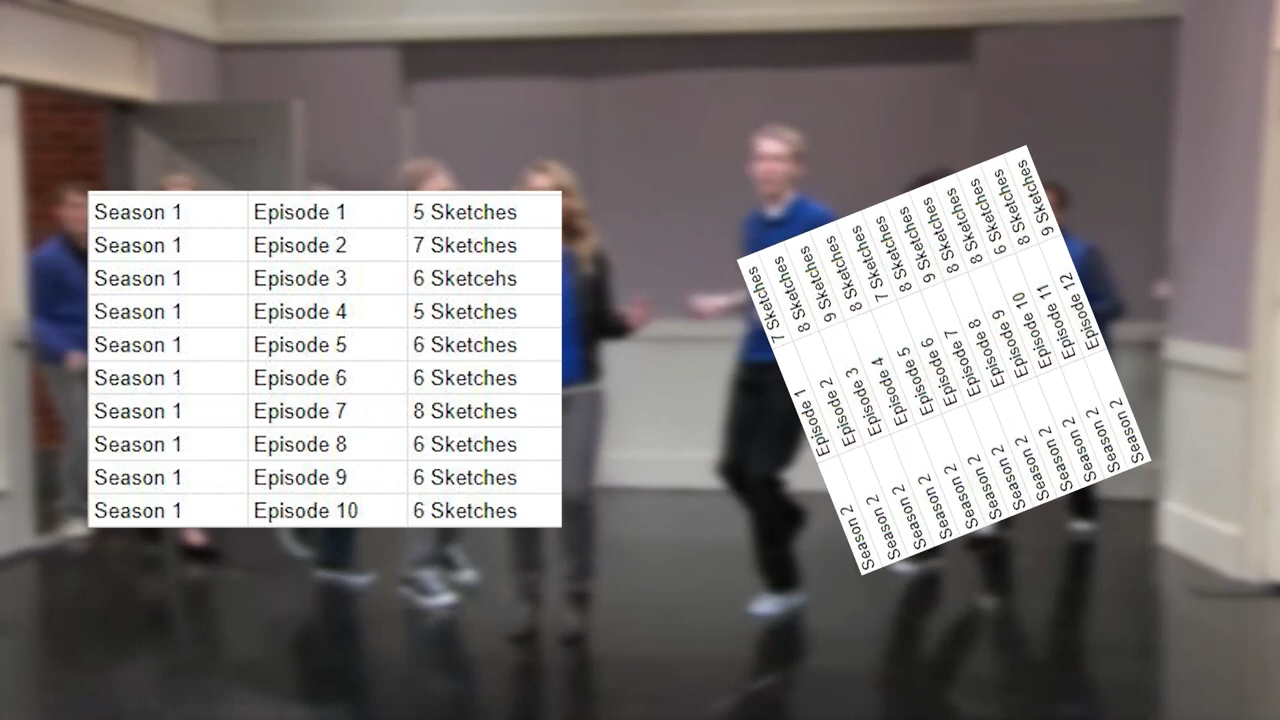 Season 1 Episode 1 5 Sketches
Season 1 Episode 2 7 Sketches
Season 1 Episode 3 6 Sketcehs
Season 1 Episode 4 5 Sketches
Season 1 Episode 5 6 Sketches
Season 1 Episode 6 6 Sketches
Season 1 Episode 7 8 Sketches
Season 1 Episode 8 6 Sketches
Season 1 Episode 9 6 Sketches
Season 1 Episode 10 6 Sketches
Season 2 Episode 1 7 Sketches
Season 2 Episode 2 8 Sketches
Season 2 Episode 3 9 Sketches
Season 2 Episode 4 8 Sketches
Season 2 Episode 5 7 Sketches
Season 2 Episode 6 8 Sketches
Season 2 Episode 7 9 Sketches
Season 2 Episode 8 8 Sketches
Season 2 Episode 9 8 Sketches
Season 2 Episode 10 6 Sketches
Season 2 Episode 11 8 Sketches
Season 2 Episode 12 9 Sketches